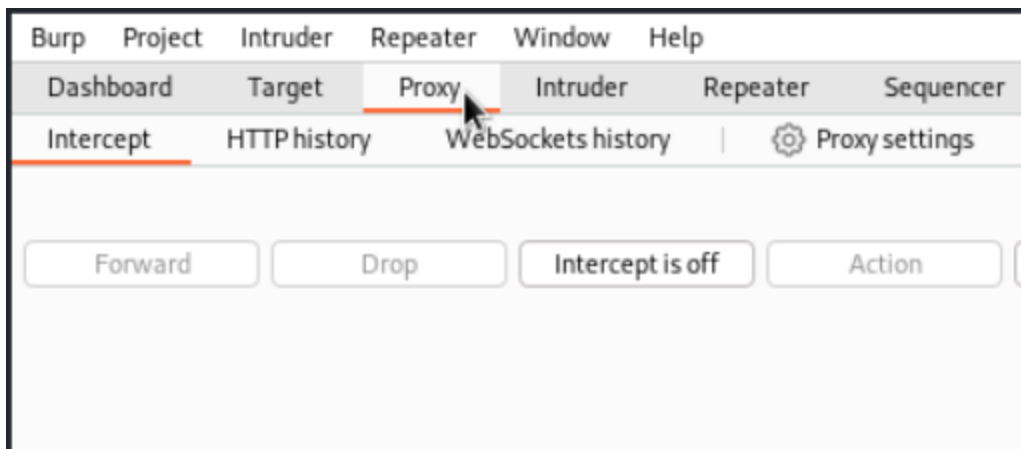 Burp Project Intruder Repeater Window Help
Dashboard Target Proxy Intruder Repeater Sequencer
Intercept HTTP history WebSockets history Proxy settings
Forward Drop Intercept is off Action